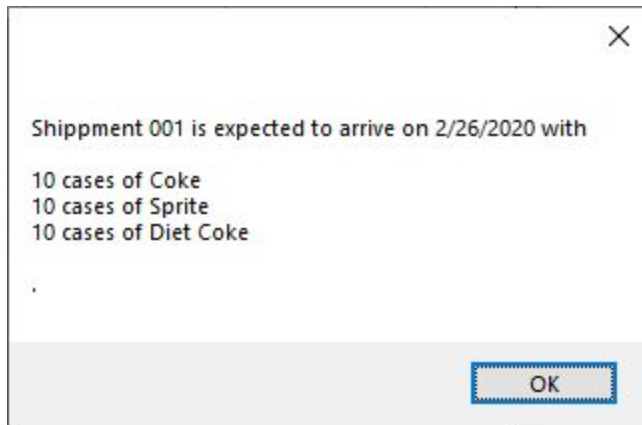 Shippment 001 is expected to arrive on 2/26/2020 with
10 cases of Coke
10 cases of Sprite
10 cases of Diet Coke
.
OK